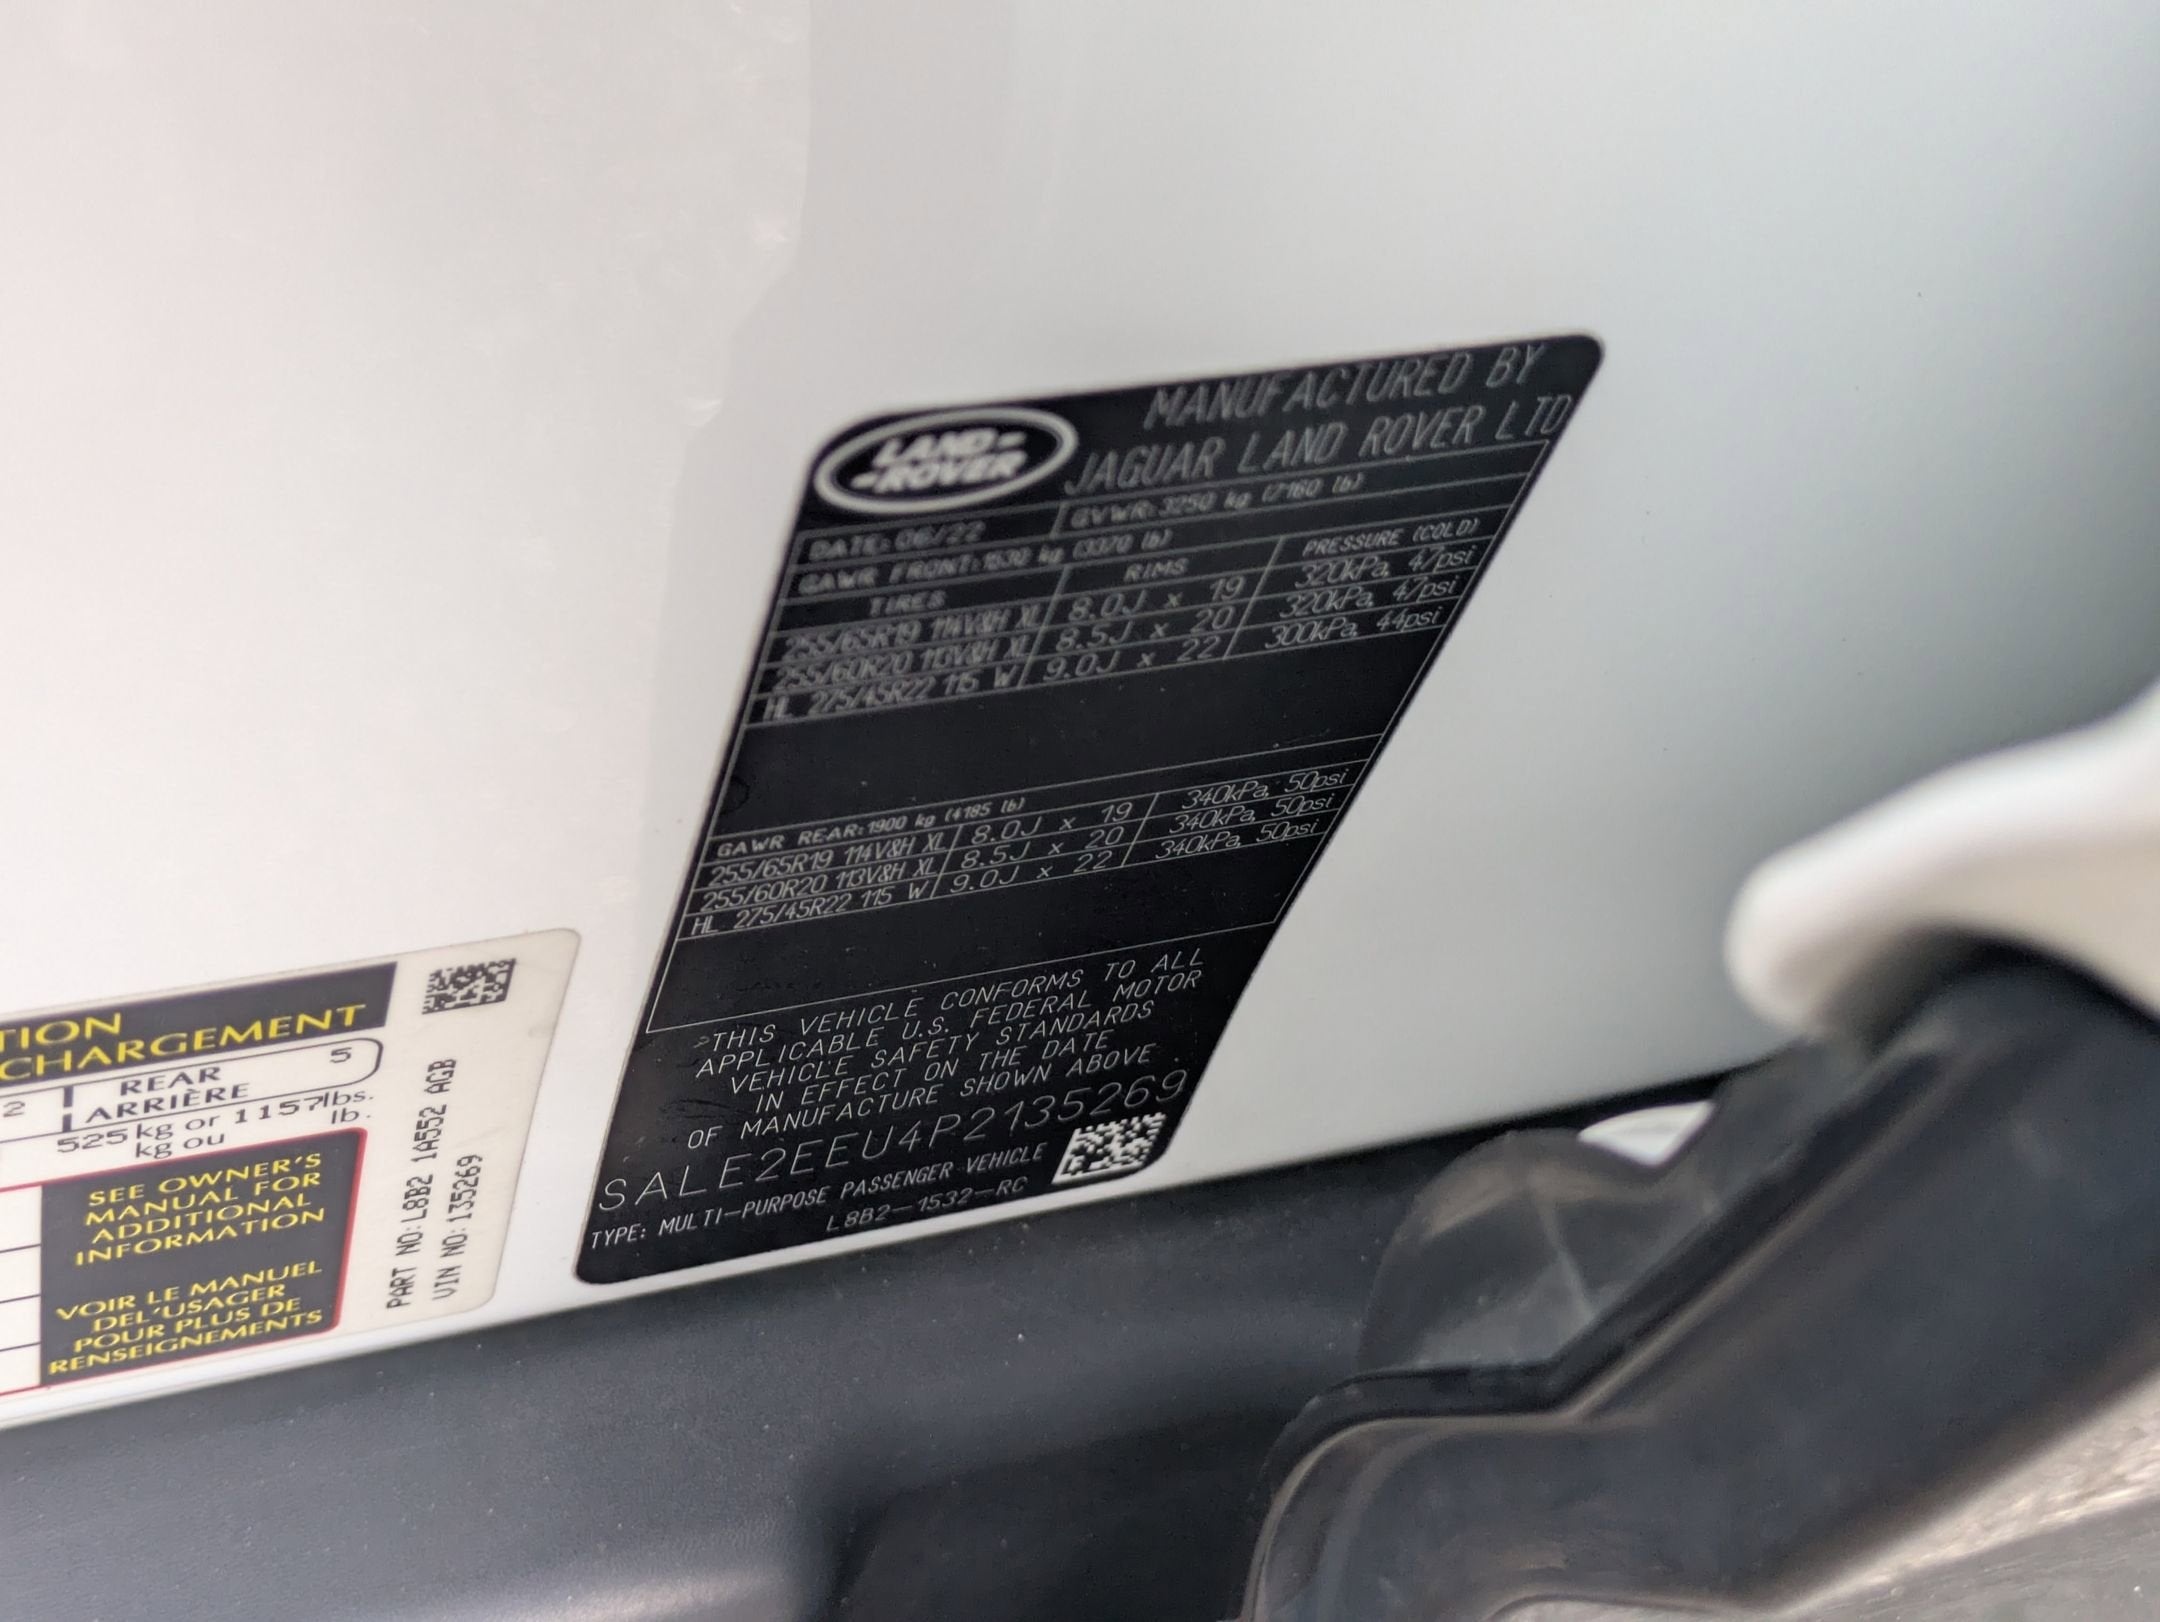 LAND-
-ROVER
MANUFACTURED BY
JAGUAR LAND ROVER LTD
DATE: 06/22 GVWR: 3250 kg (7160 lb)
GAWR FRONT: 1530 kg (3370 lb)
TIRES RIMS PRESSURE (COLD)
255/65R19 114V&H XL 8.0J x 19 320kPa, 47psi
255/60R20 113V&H XL 8.5J x 20 320kPa, 47psi
HL 275/45R22 115 W 9.0J x 22 300kPa, 44psi
GAWR REAR: 1900 kg (4185 lb)
255/65R19 114V&H XL 8.0J x 19 340kPa, 50psi
255/60R20 113V&H XL 8.5J x 20 340kPa, 50psi
HL 275/45R22 115 W 9.0J x 22 340kPa, 50psi
THIS VEHICLE CONFORMS TO ALL
APPLICABLE U.S. FEDERAL MOTOR
VEHICLE SAFETY STANDARDS
IN EFFECT ON THE DATE
OF MANUFACTURE SHOWN ABOVE
SALE2EEU4P2135269
TYPE: MULTI-PURPOSE PASSENGER VEHICLE
L8B2-1532-RC
TION
CHARGEMENT
2 REAR 5
ARRIÈRE
525 kg or 1157 lbs.
kg ou lb.
SEE OWNER'S
MANUAL FOR
ADDITIONAL
INFORMATION
VOIR LE MANUEL
DEL'USAGER
POUR PLUS DE
RENSEIGNEMENTS
PART NO:L8B2 1A552 AGB
VIN NO:135269